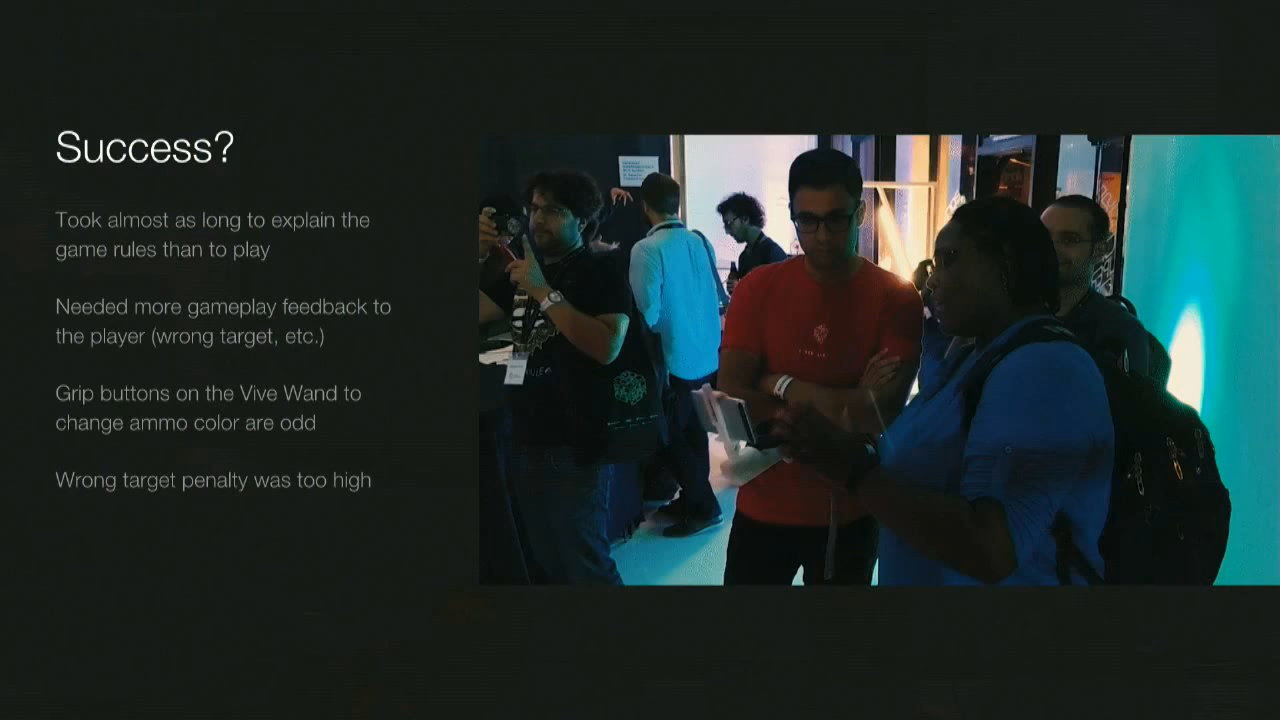 Success?
Took almost as long to explain the
game rules than to play
Needed more gameplay feedback to
the player (wrong target, etc.)
Grip buttons on the Vive Wand to
change ammo color are odd
Wrong target penalty was too high